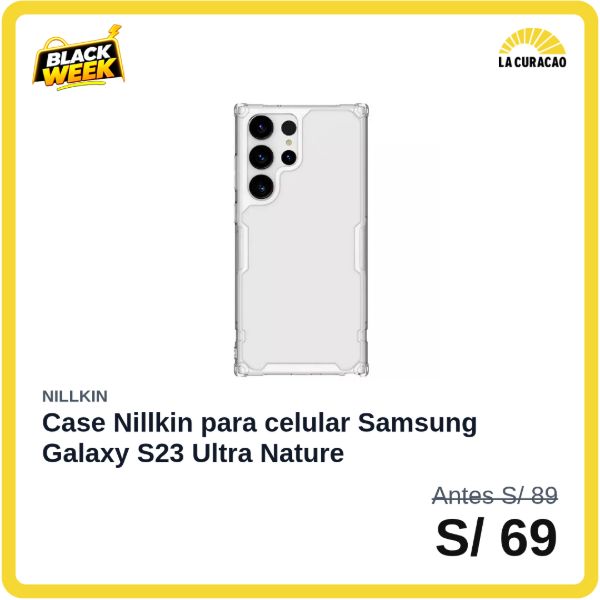 BLACK
WEEK
LA CURACAO
NILLKIN
Case Nillkin para celular Samsung
Galaxy S23 Ultra Nature
Antes S/ 89
S/ 69